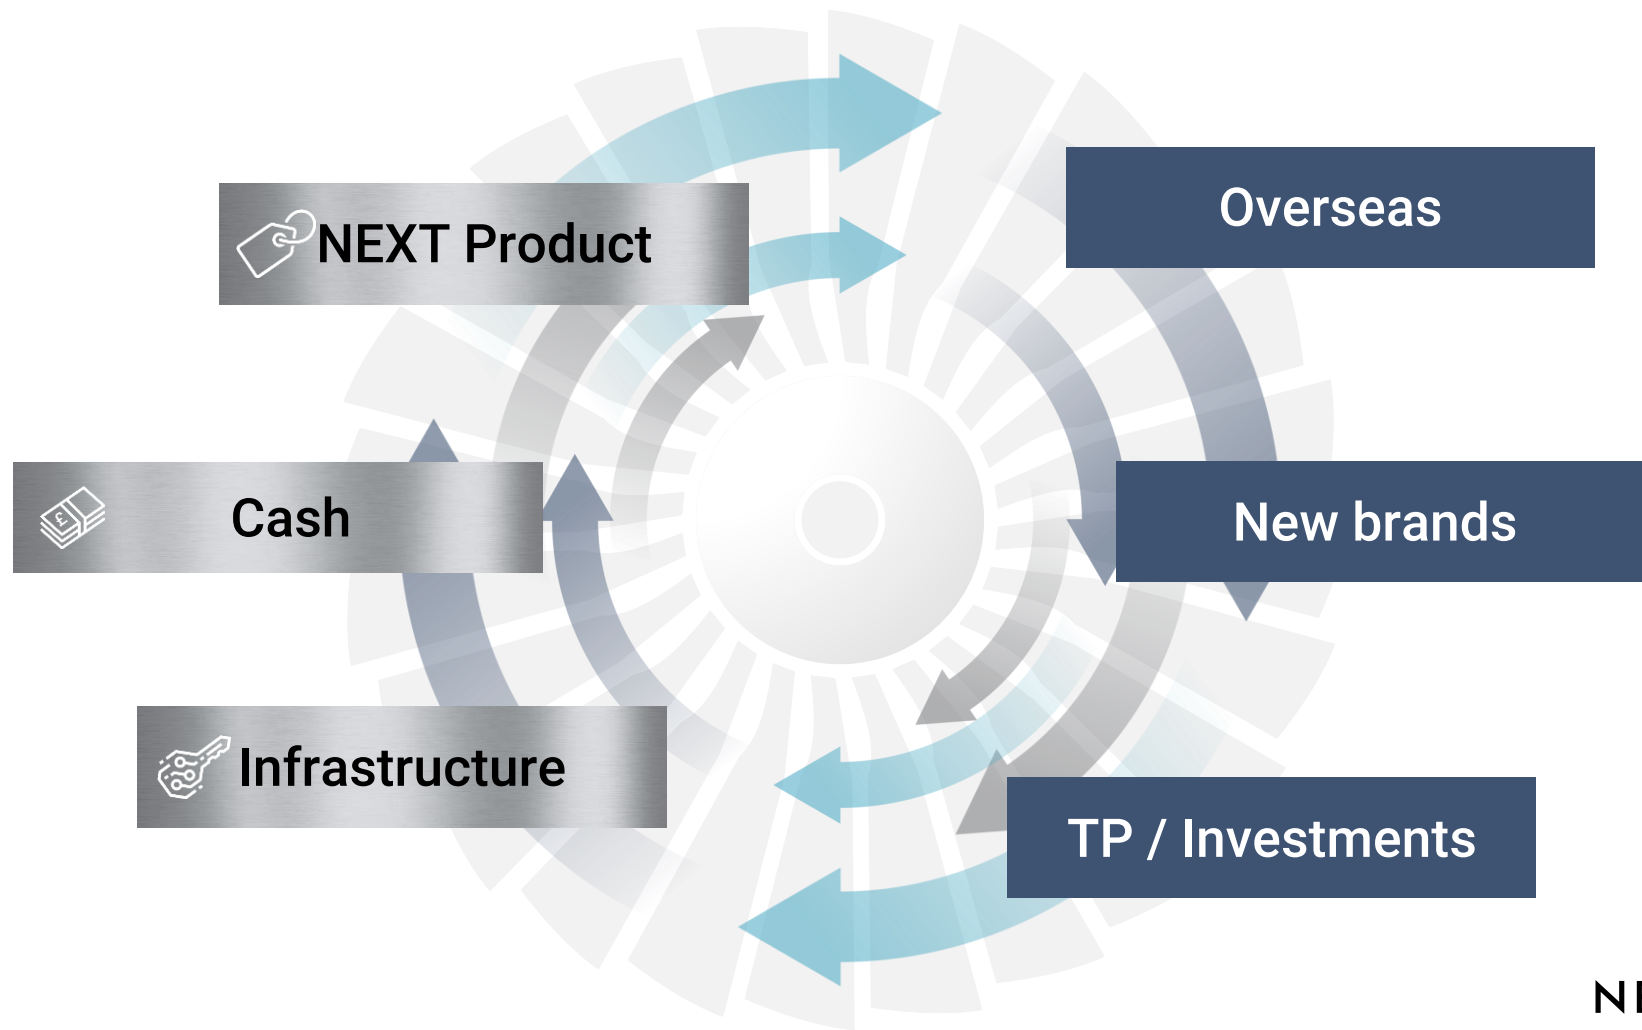 NEXT Product
Overseas
Cash
£
New brands
Infrastructure
TP / Investments
N